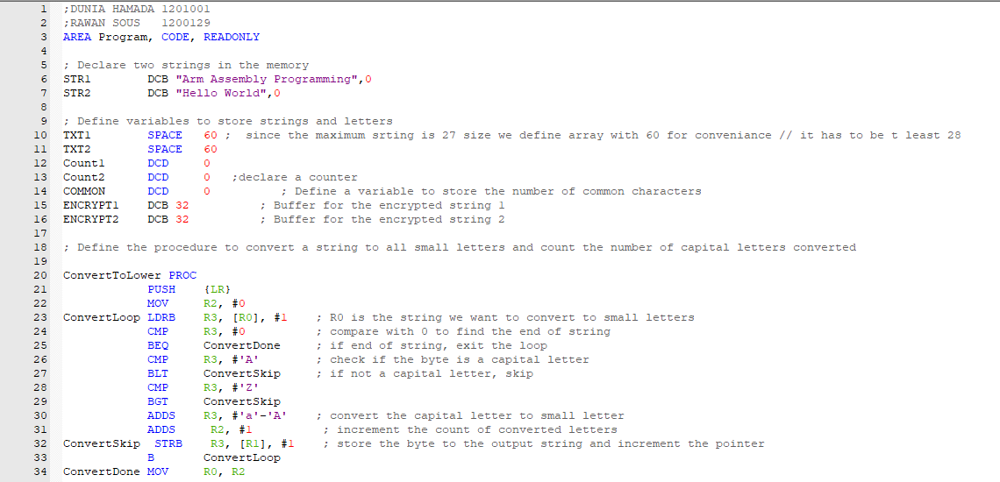 1 ;DUNIA HAMADA 1201001
2 ;RAWAN SOUS 1200129
3 AREA Program, CODE, READONLY
4
5 ; Declare two strings in the memory
6 STR1 DCB "Arm Assembly Programming",0
7 STR2 DCB "Hello World",0
8
9 ; Define variables to store strings and letters
10 TXT1 SPACE 60 ; since the maximum srting is 27 size we define array with 60 for conveniance // it has to be t least 28
11 TXT2 SPACE 60
12 Count1 DCD 0
13 Count2 DCD 0 ;declare a counter
14 COMMON DCD 0 ; Define a variable to store the number of common characters
15 ENCRYPT1 DCB 32 ; Buffer for the encrypted string 1
16 ENCRYPT2 DCB 32 ; Buffer for the encrypted string 2
17
18 ; Define the procedure to convert a string to all small letters and count the number of capital letters converted
19
20 ConvertToLower PROC
21 PUSH {LR}
22 MOV R2, #0
23 ConvertLoop LDRB R3, [R0], #1 ; R0 is the string we want to convert to small letters
24 CMP R3, #0 ; compare with 0 to find the end of string
25 BEQ ConvertDone ; if end of string, exit the loop
26 CMP R3, #'A' ; check if the byte is a capital letter
27 BLT ConvertSkip ; if not a capital letter, skip
28 CMP R3, #'Z'
29 BGT ConvertSkip
30 ADDS R3, #'a'-'A' ; convert the capital letter to small letter
31 ADDS R2, #1 ; increment the count of converted letters
32 ConvertSkip STRB R3, [R1], #1 ; store the byte to the output string and increment the pointer
33 B ConvertLoop
34 ConvertDone MOV R0, R2